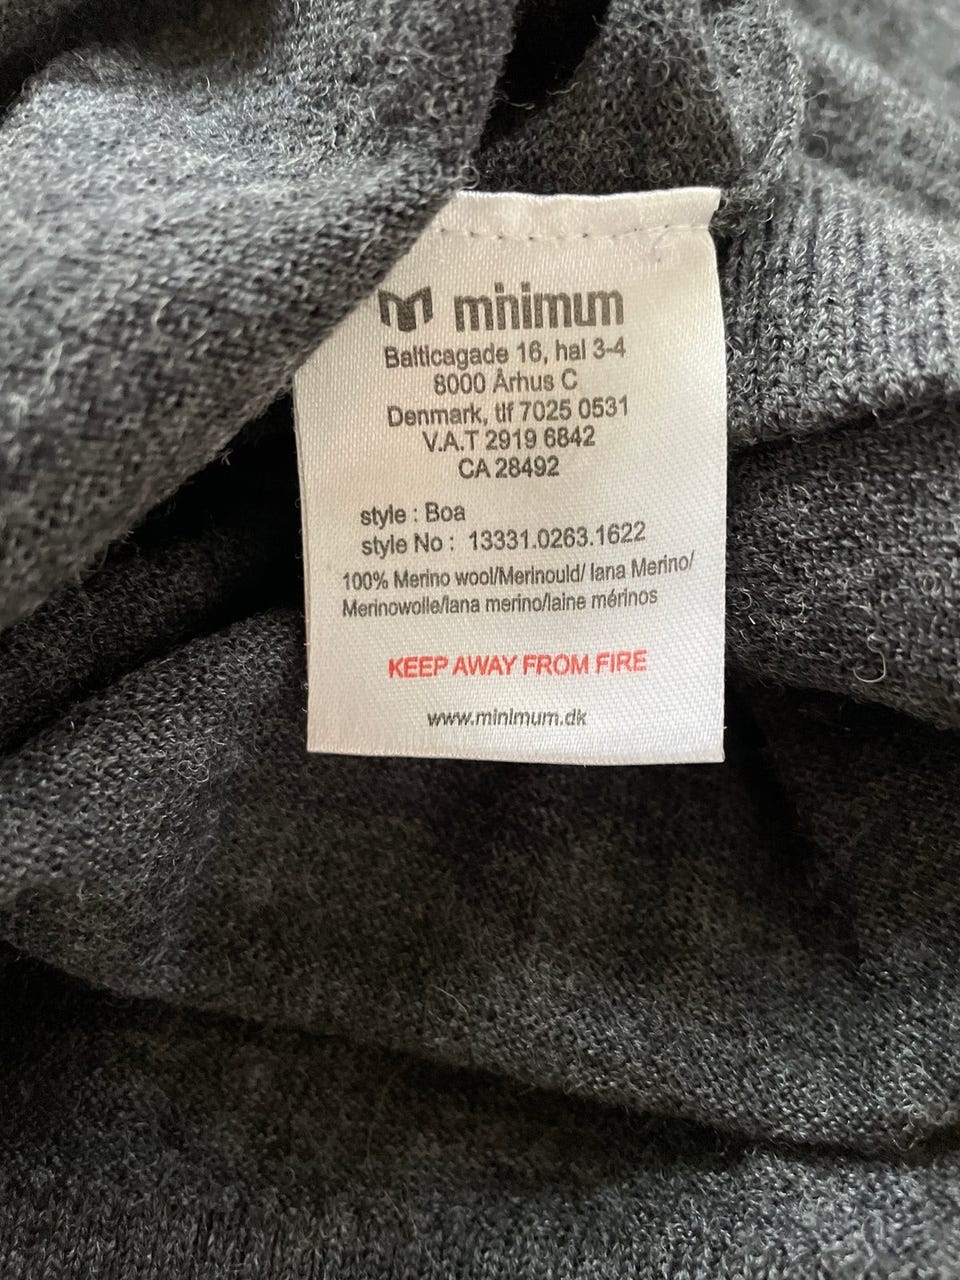 minimum
Balticagade 16, hal 3-4
8000 Århus C
Denmark, tlf 7025 0531
V.A.T 2919 6842
CA 28492
style : Boa
style No : 13331.0263.1622
100% Merino wool/Merinould/ lana Merino/
Merinowolle/lana merino/laine mérinos
KEEP AWAY FROM FIRE
www.minimum.dk